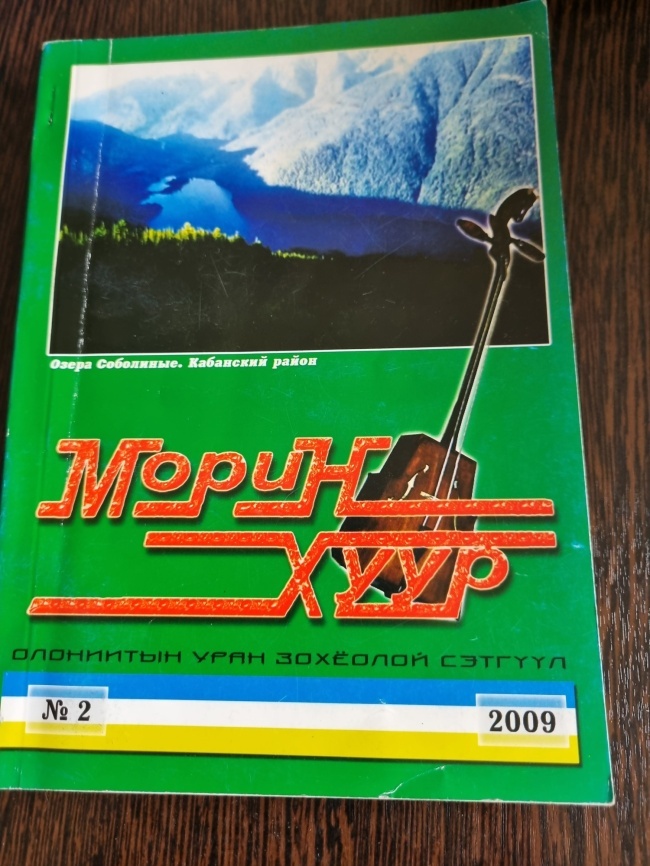 Озера Соболиные. Кабанский район
Морин
хуур
ОЛОНИИТЫН УРАН ЗОХЁОЛОЙ СЭТГҮҮЛ
№ 2
2009